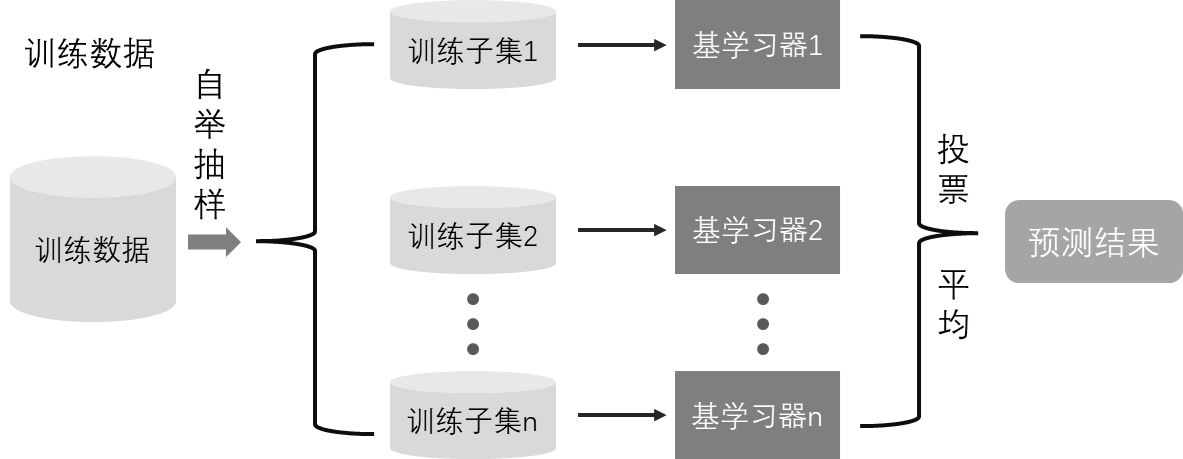 训练数据
自举抽样
训练数据
训练子集1
基学习器1
训练子集2
基学习器2
训练子集n
基学习器n
投票
平均
预测结果